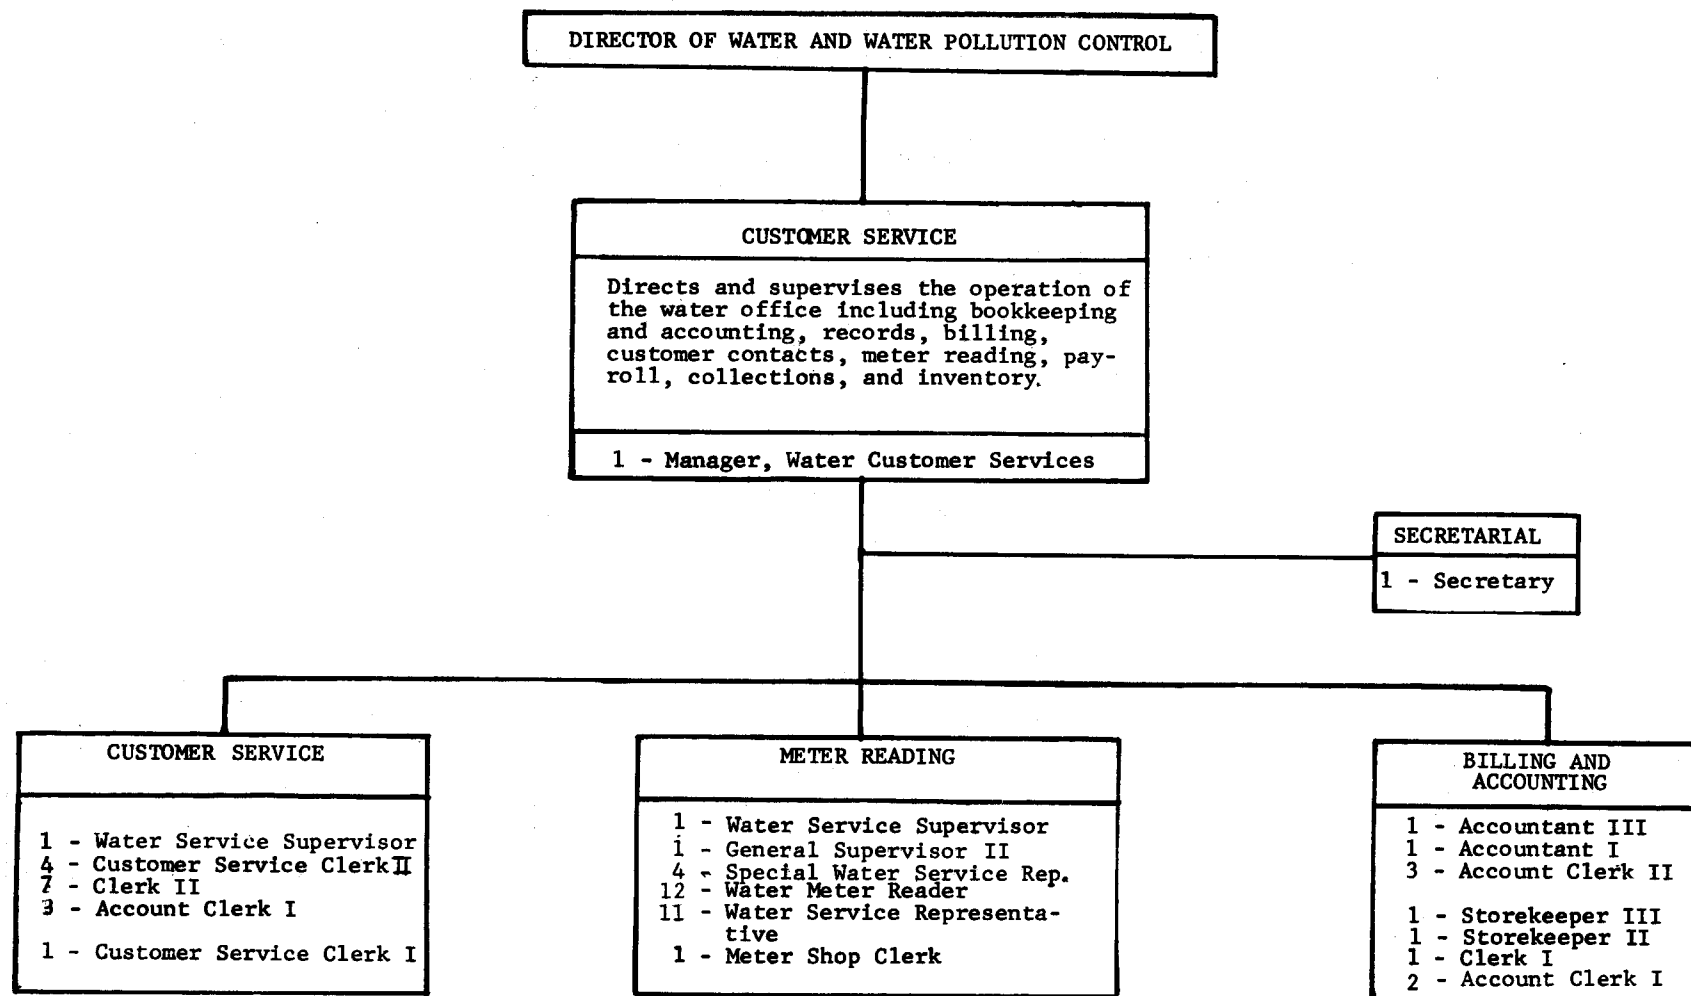 DIRECTOR OF WATER AND WATER POLLUTION CONTROL
CUSTOMER SERVICE
Directs and supervises the operation of
the water office including bookkeeping
and accounting, records, billing,
customer contacts, meter reading, pay-
roll, collections, and inventory.
1 - Manager, Water Customer Services
SECRETARIAL
1 - Secretary
CUSTOMER SERVICE
1 - Water Service Supervisor
4 - Customer Service Clerk II
7 - Clerk II
3 - Account Clerk I
1 - Customer Service Clerk I
METER READING
1 - Water Service Supervisor
1 - General Supervisor II
4 - Special Water Service Rep.
12 - Water Meter Reader
11 - Water Service Representa-
tive
1 - Meter Shop Clerk
BILLING AND
ACCOUNTING
1 - Accountant III
1 - Accountant I
3 - Account Clerk II
1 - Storekeeper III
1 - Storekeeper II
1 - Clerk I
2 - Account Clerk I